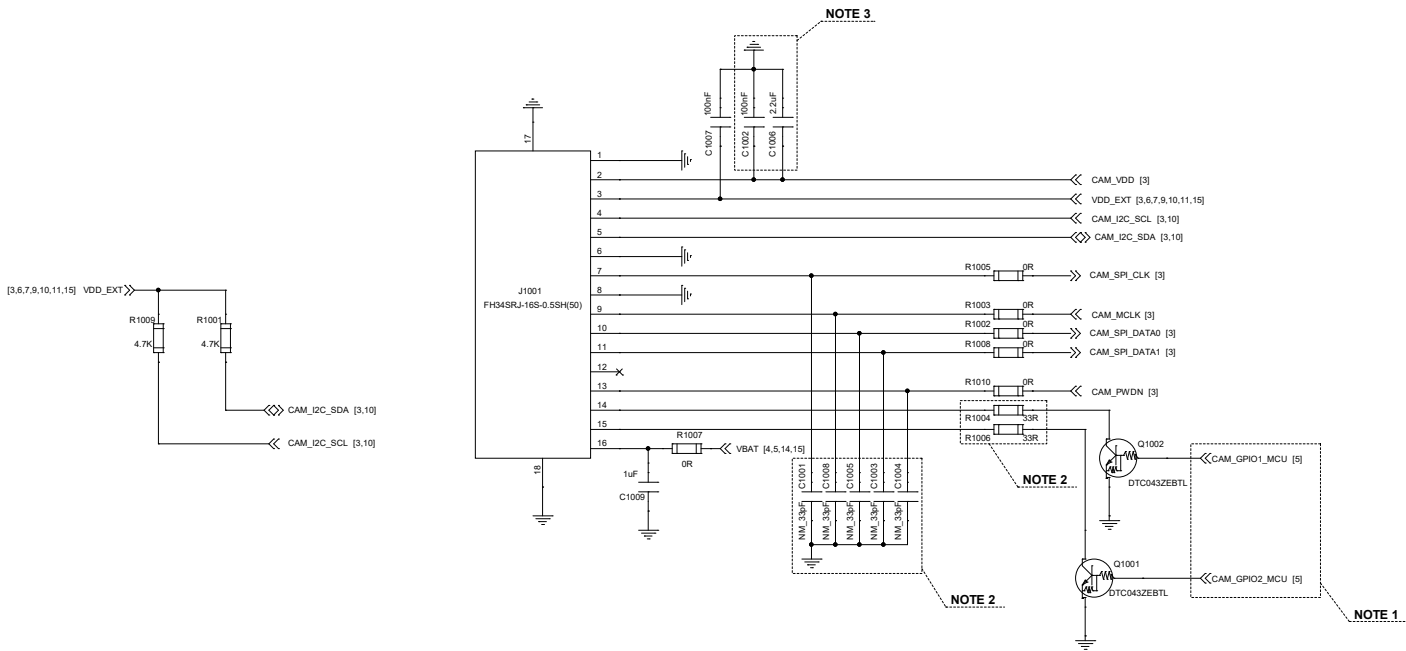 NOTE 3
100nF
100nF
2.2uF
C1007
C1002
C1006
17
1
2
CAM_VDD [3]
3
VDD_EXT [3,6,7,9,10,11,15]
4
CAM_I2C_SCL [3,10]
5
CAM_I2C_SDA [3,10]
6
7
R1005 0R
CAM_SPI_CLK [3]
J1001
FH34SRJ-16S-0.5SH(50)
8
9
R1003 0R
CAM_MCLK [3]
10
R1002 0R
CAM_SPI_DATA0 [3]
11
R1008 0R
CAM_SPI_DATA1 [3]
12
13
R1010 0R
CAM_PWDN [3]
14
R1004 33R
15
R1006 33R
16
R1007
0R
VBAT [4,5,14,15]
1uF
C1009
18
[3,6,7,9,10,11,15] VDD_EXT
R1009
4.7K
R1001
4.7K
CAM_I2C_SDA [3,10]
CAM_I2C_SCL [3,10]
C1001
C1008
C1005
C1003
C1004
NM_33pF
NM_33pF
NM_33pF
NM_33pF
NM_33pF
NOTE 2
NOTE 2
Q1002
CAM_GPIO1_MCU [5]
DTC043ZEBTL
Q1001
CAM_GPIO2_MCU [5]
DTC043ZEBTL
NOTE 1